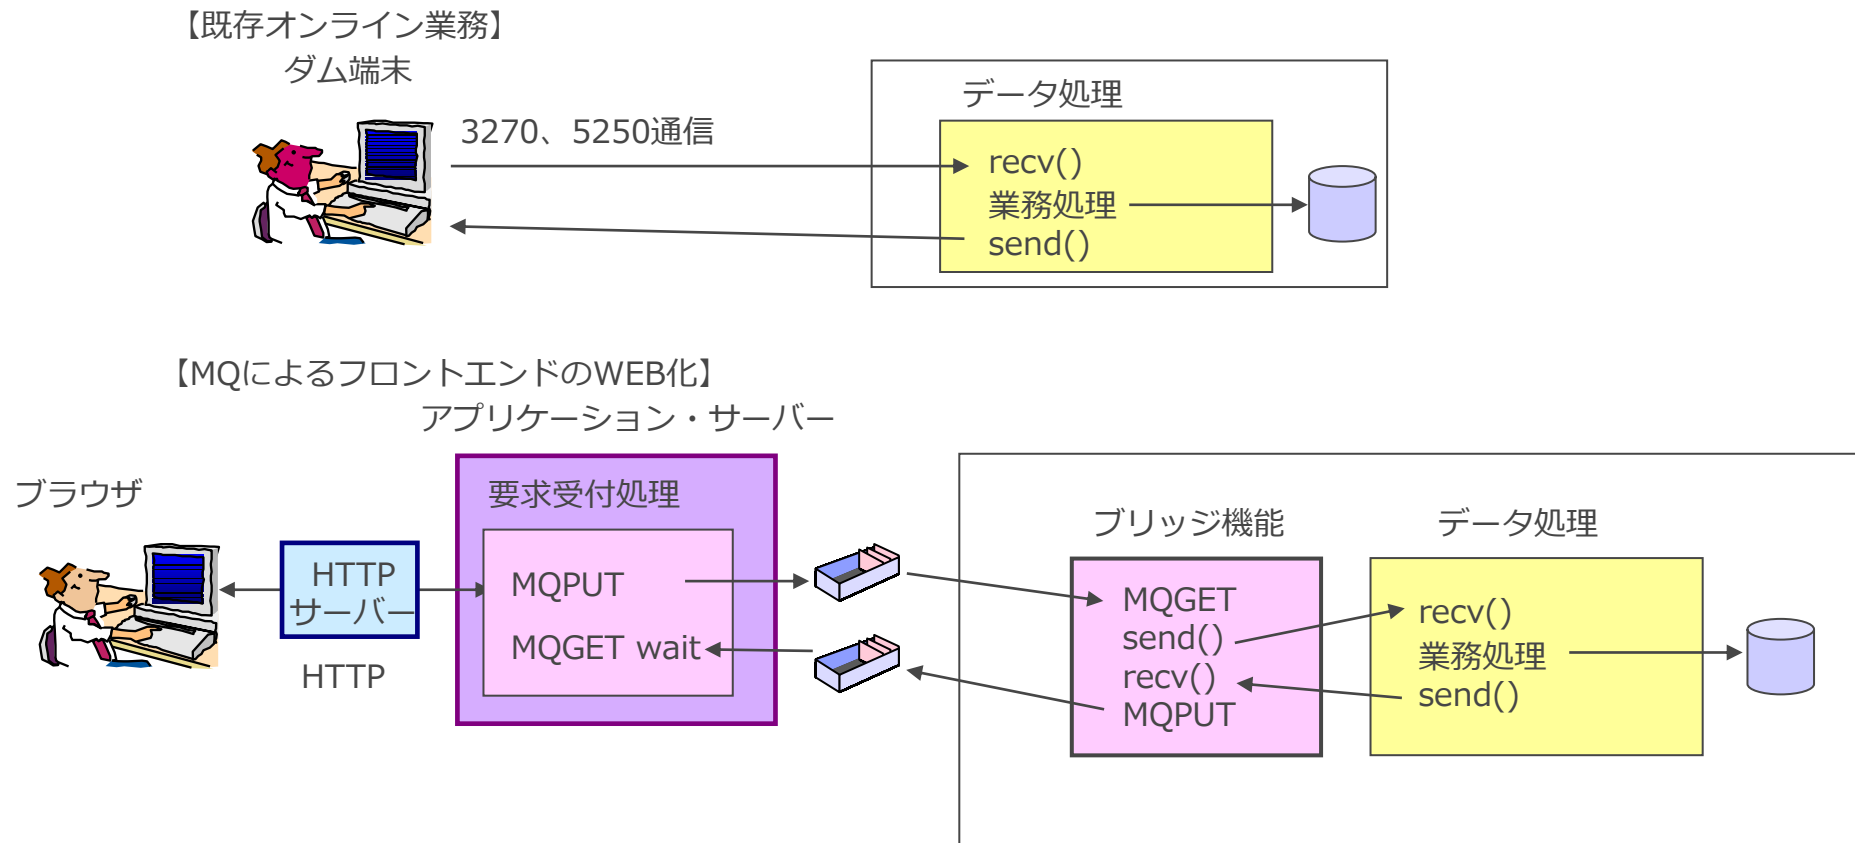 【既存オンライン業務】
ダム端末
データ処理
3270、5250通信
recv()
業務処理
send()
【MQによるフロントエンドのWEB化】
アプリケーション・サーバー
ブラウザ
要求受付処理
ブリッジ機能
データ処理
HTTP
サーバー
HTTP
MQPUT
MQGET wait
MQGET
send()
recv()
MQPUT
recv()
業務処理
send()